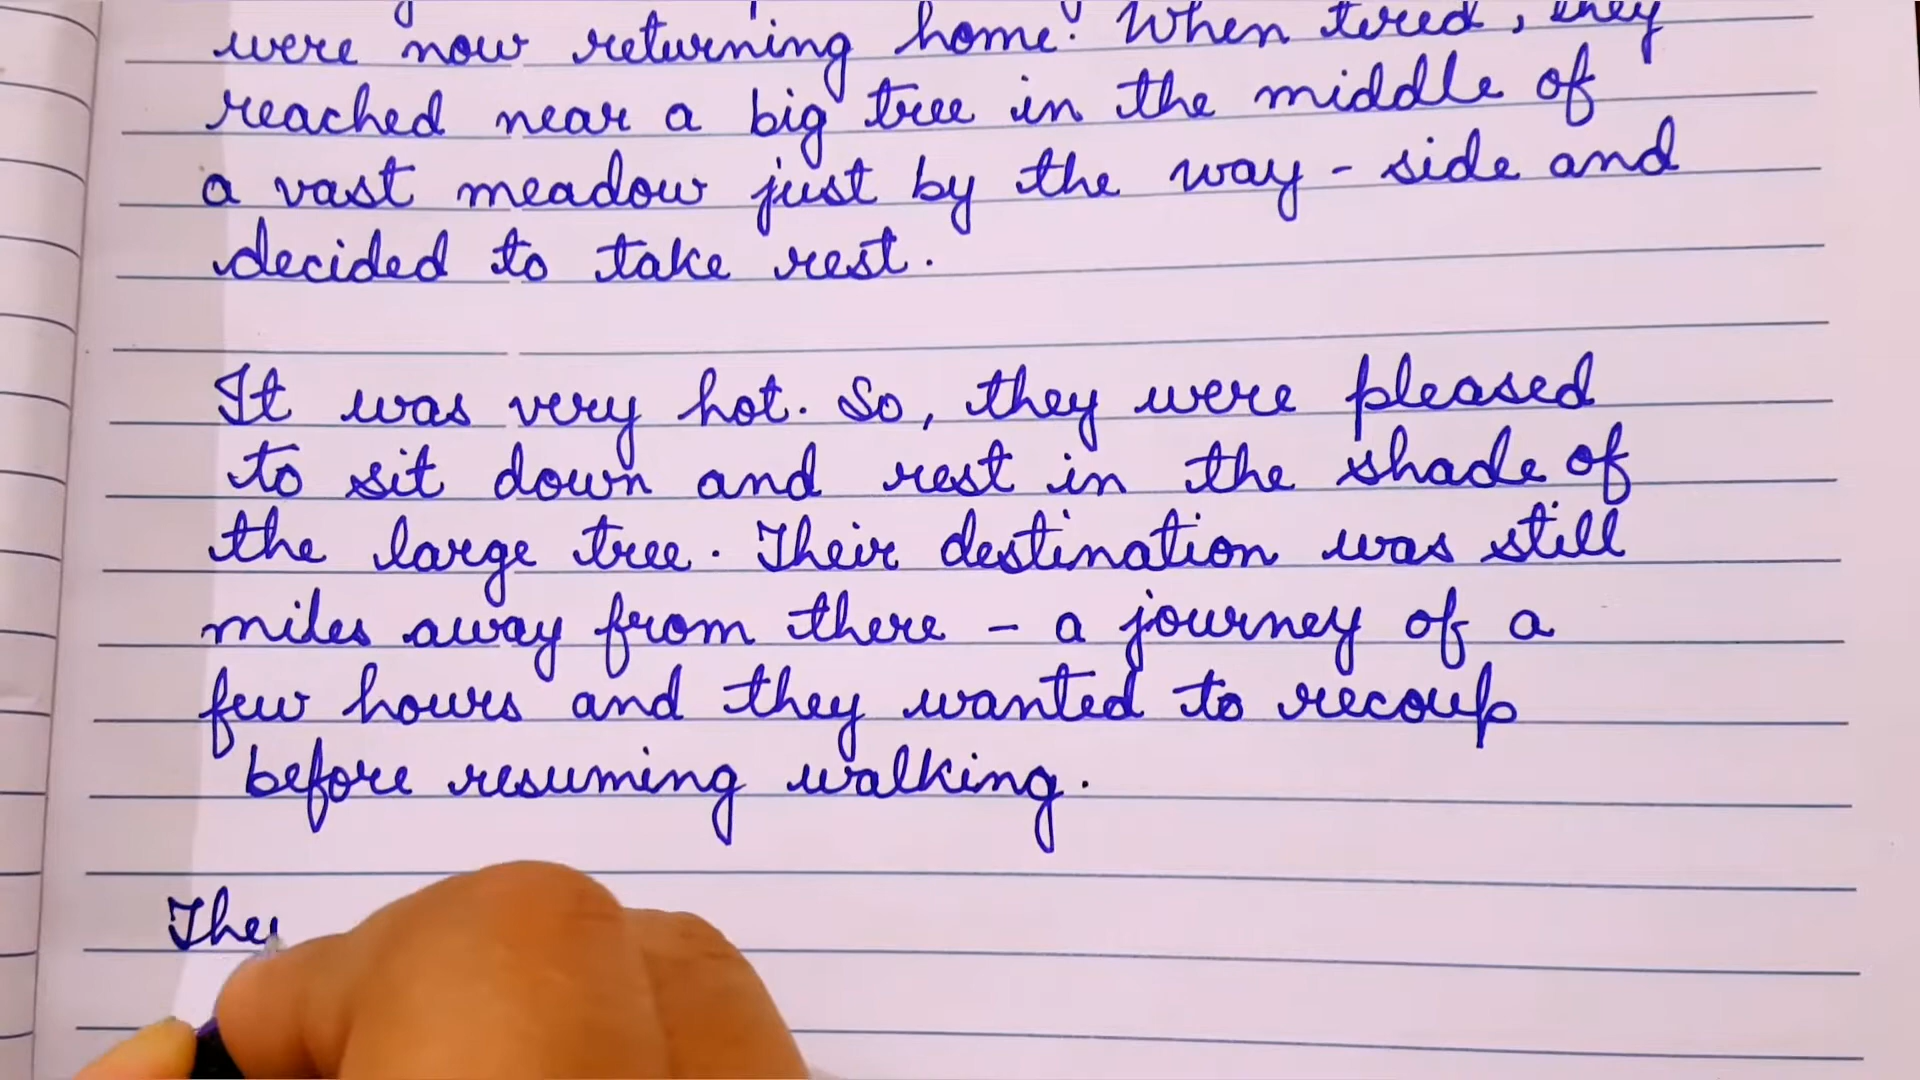 were now returning home. When tired, they
reached near a big tree in the middle of
a vast meadow just by the way-side and
decided to take rest.
It was very hot. So, they were pleased
to sit down and rest in the shade of
the large tree. Their destination was still
miles away from there - a journey of a
few hours and they wanted to recoup
before resuming walking.